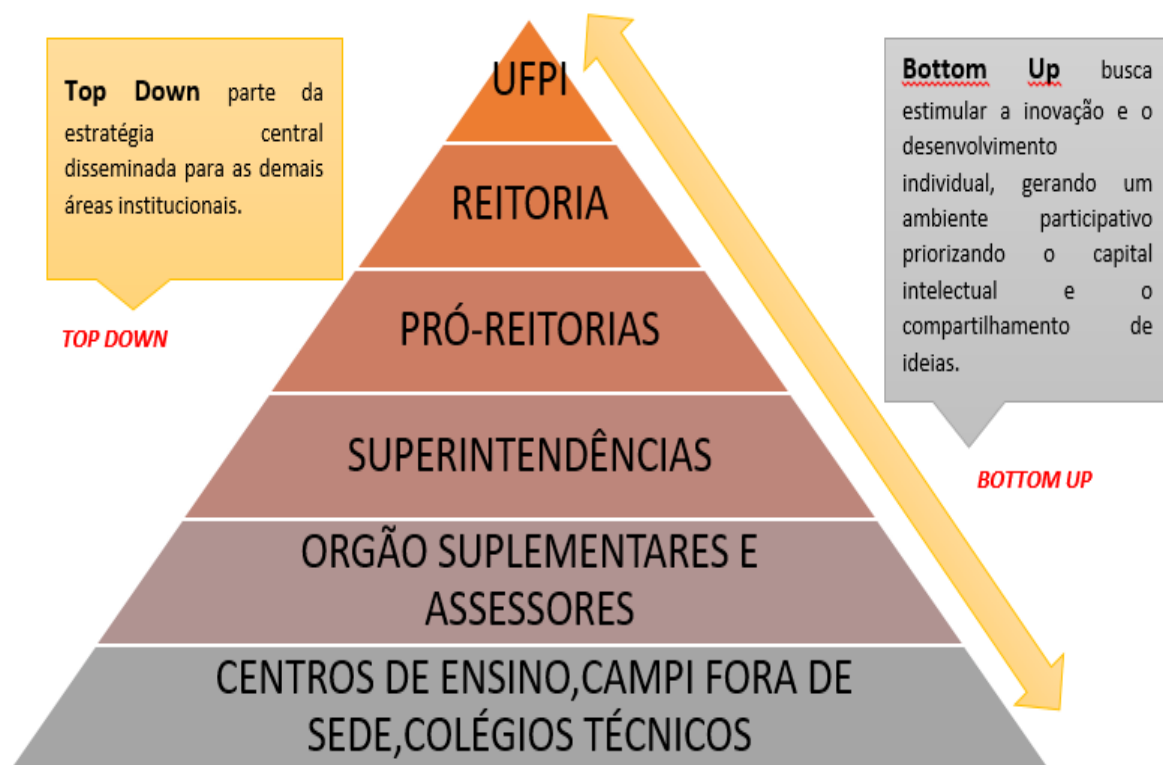 Top Down parte da
estratégia central
disseminada para as demais
áreas institucionais.
TOP DOWN
UFPI
REITORIA
PRÓ-REITORIAS
SUPERINTENDÊNCIAS
ORGÃO SUPLEMENTARES E
ASSESSORES
CENTROS DE ENSINO,CAMPI FORA DE
SEDE,COLÉGIOS TÉCNICOS
Bottom Up busca
estimular a inovação e o
desenvolvimento
individual, gerando um
ambiente participativo
priorizando o capital
intelectual e o
compartilhamento de
ideias.
BOTTOM UP